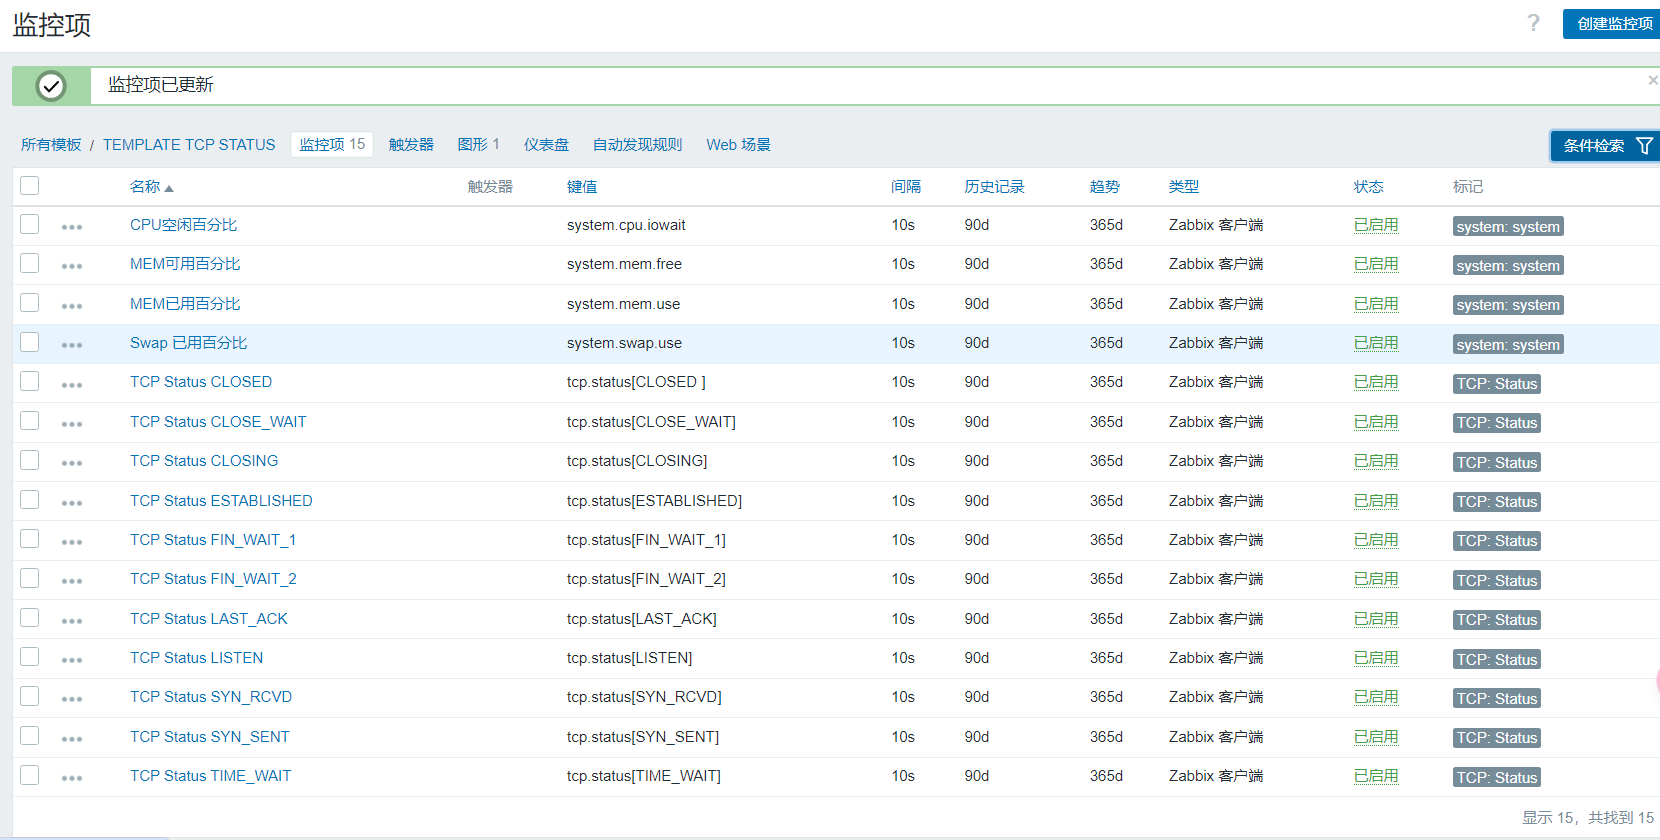 监控项
?
创建监控项
监控项已更新
×
所有模板 / TEMPLATE TCP STATUS 监控项 15 触发器 图形 1 仪表盘 自动发现规则 Web 场景
条件检索
名称 触发器 键值 间隔 历史记录 趋势 类型 状态 标记
CPU空闲百分比 system.cpu.iowait 10s 90d 365d Zabbix 客户端 已启用 system: system
MEM可用百分比 system.mem.free 10s 90d 365d Zabbix 客户端 已启用 system: system
MEM已用百分比 system.mem.use 10s 90d 365d Zabbix 客户端 已启用 system: system
Swap 已用百分比 system.swap.use 10s 90d 365d Zabbix 客户端 已启用 system: system
TCP Status CLOSED tcp.status[CLOSED ] 10s 90d 365d Zabbix 客户端 已启用 TCP: Status
TCP Status CLOSE_WAIT tcp.status[CLOSE_WAIT] 10s 90d 365d Zabbix 客户端 已启用 TCP: Status
TCP Status CLOSING tcp.status[CLOSING] 10s 90d 365d Zabbix 客户端 已启用 TCP: Status
TCP Status ESTABLISHED tcp.status[ESTABLISHED] 10s 90d 365d Zabbix 客户端 已启用 TCP: Status
TCP Status FIN_WAIT_1 tcp.status[FIN_WAIT_1] 10s 90d 365d Zabbix 客户端 已启用 TCP: Status
TCP Status FIN_WAIT_2 tcp.status[FIN_WAIT_2] 10s 90d 365d Zabbix 客户端 已启用 TCP: Status
TCP Status LAST_ACK tcp.status[LAST_ACK] 10s 90d 365d Zabbix 客户端 已启用 TCP: Status
TCP Status LISTEN tcp.status[LISTEN] 10s 90d 365d Zabbix 客户端 已启用 TCP: Status
TCP Status SYN_RCVD tcp.status[SYN_RCVD] 10s 90d 365d Zabbix 客户端 已启用 TCP: Status
TCP Status SYN_SENT tcp.status[SYN_SENT] 10s 90d 365d Zabbix 客户端 已启用 TCP: Status
TCP Status TIME_WAIT tcp.status[TIME_WAIT] 10s 90d 365d Zabbix 客户端 已启用 TCP: Status
显示 15，共找到 15